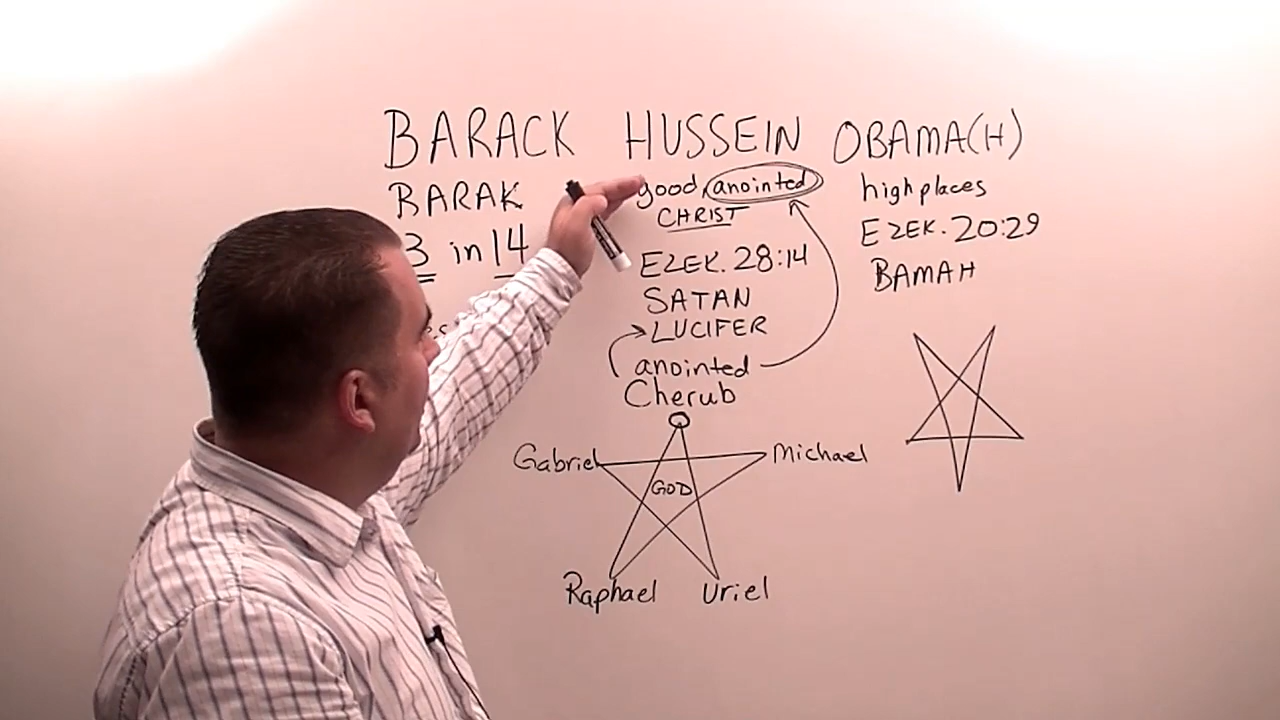 BARACK HUSSEIN OBAMA(H)
BARAK
3 in 14
good, anointed
CHRIST
EZEK. 28:14
SATAN
LUCIFER
anointed
Cherub
high places
EZEK. 20:29
BAMAH
Gabriel
Michael
GOD
Raphael
Uriel